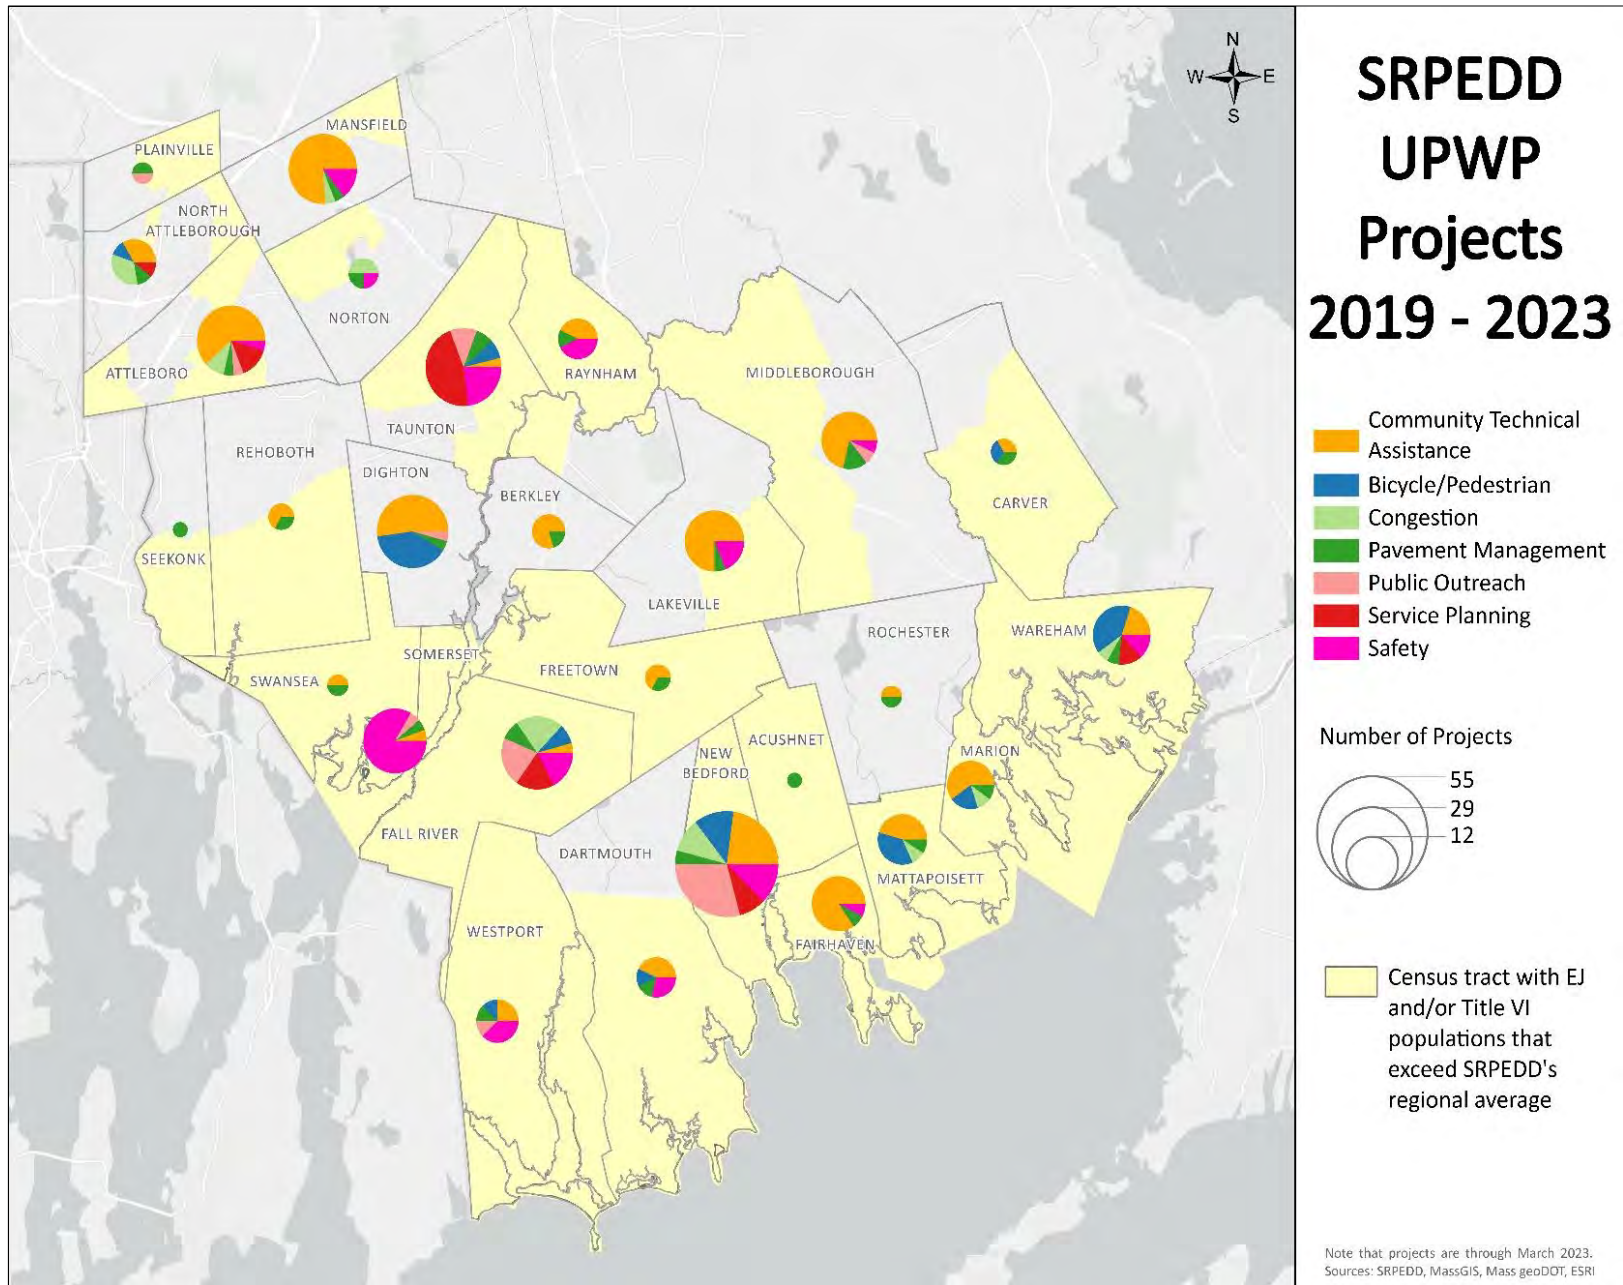 SRPEDD
UPWP
Projects
2019 - 2023
N
W
E
S
MANSFIELD
PLAINVILLE
NORTH
ATTLEBOROUGH
NORTON
ATTLEBORO
RAYNHAM
MIDDLEBOROUGH
TAUNTON
REHOBOTH
DIGHTON
BERKLEY
CARVER
SEEKONK
LAKEVILLE
ROCHESTER
WAREHAM
SOMERSET
FREETOWN
SWANSEA
ACUSHNET
NEW
BEDFORD
MARION
FALL RIVER
DARTMOUTH
MATTAPOISETT
WESTPORT
FAIRHAVEN
Community Technical
Assistance
Bicycle/Pedestrian
Congestion
Pavement Management
Public Outreach
Service Planning
Safety
Number of Projects
55
29
12
Census tract with EJ
and/or Title VI
populations that
exceed SRPEDD's
regional average
Note that projects are through March 2023.
Sources: SRPEDD, MassGIS, Mass geoDOT, ESRI